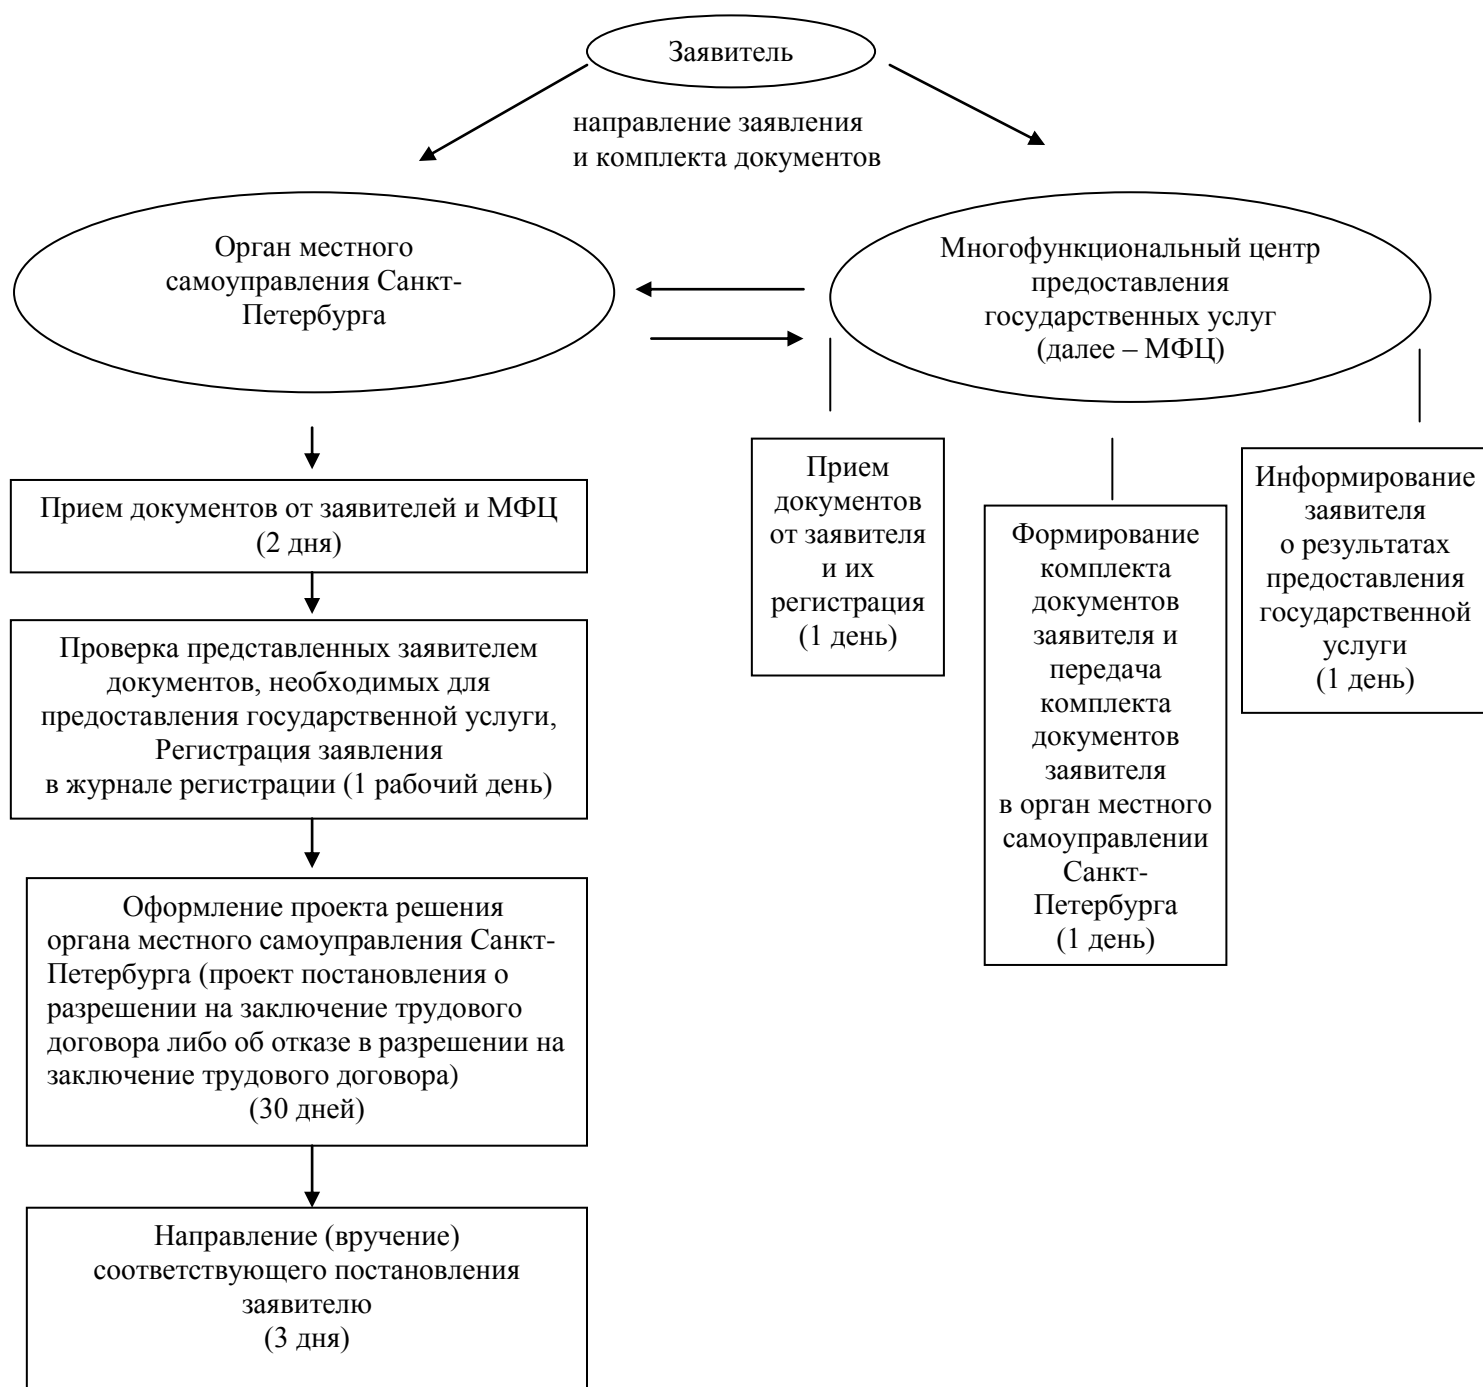 Заявитель
направление заявления
и комплекта документов
Орган местного
самоуправления Санкт-
Петербурга
Многофункциональный центр
предоставления
государственных услуг
(далее – МФЦ)
Прием документов от заявителей и МФЦ
(2 дня)
Проверка представленных заявителем
документов, необходимых для
предоставления государственной услуги,
Регистрация заявления
в журнале регистрации (1 рабочий день)
Оформление проекта решения
органа местного самоуправления Санкт-
Петербурга (проект постановления о
разрешении на заключение трудового
договора либо об отказе в разрешении на
заключение трудового договора)
(30 дней)
Направление (вручение)
соответствующего постановления
заявителю
(3 дня)
Прием
документов
от заявителя
и их
регистрация
(1 день)
Формирование
комплекта
документов
заявителя и
передача
комплекта
документов
заявителя
в орган местного
самоуправлении
Санкт-
Петербурга
(1 день)
Информирование
заявителя
о результатах
предоставления
государственной
услуги
(1 день)